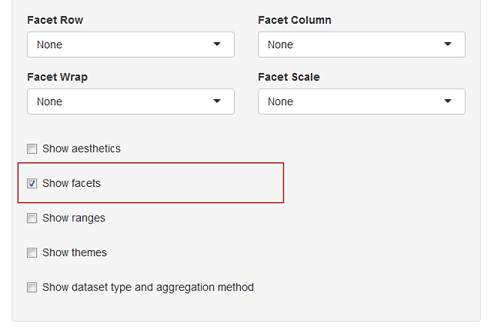 Facet Row Facet Column
None None
Facet Wrap Facet Scale
None None
Show aesthetics
Show facets
Show ranges
Show themes
Show dataset type and aggregation method